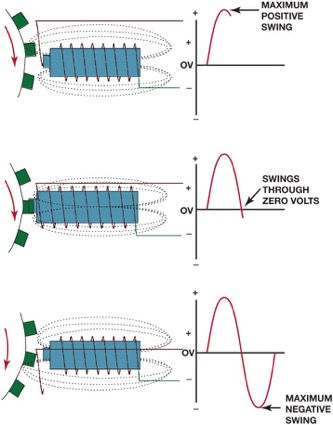 +
MAXIMUM
POSITIVE
SWING
+
OV
−
−
+
SWINGS
THROUGH
ZERO VOLTS
+
OV
−
−
+
+
OV
−
MAXIMUM
NEGATIVE
SWING
−